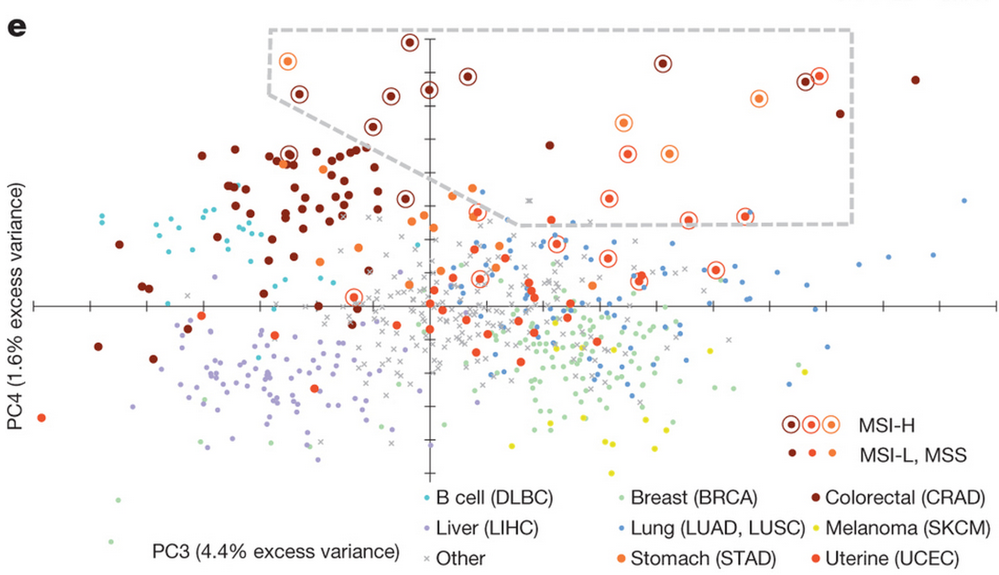 e
PC4 (1.6% excess variance)
MSI-H
MSI-L, MSS
B cell (DLBC)
Breast (BRCA)
Colorectal (CRAD)
Liver (LIHC)
Lung (LUAD, LUSC)
Melanoma (SKCM)
PC3 (4.4% excess variance)
Other
Stomach (STAD)
Uterine (UCEC)